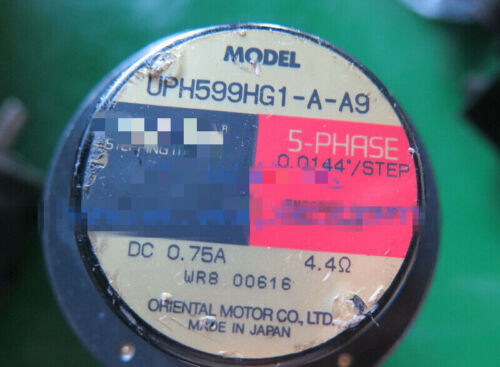 MODEL
UPH599HG1-A-A9
5-PHASE
0.0144°/STEP
DC 0.75A 4.4Ω
WR8 00616
ORIENTAL MOTOR CO., LTD.
MADE IN JAPAN